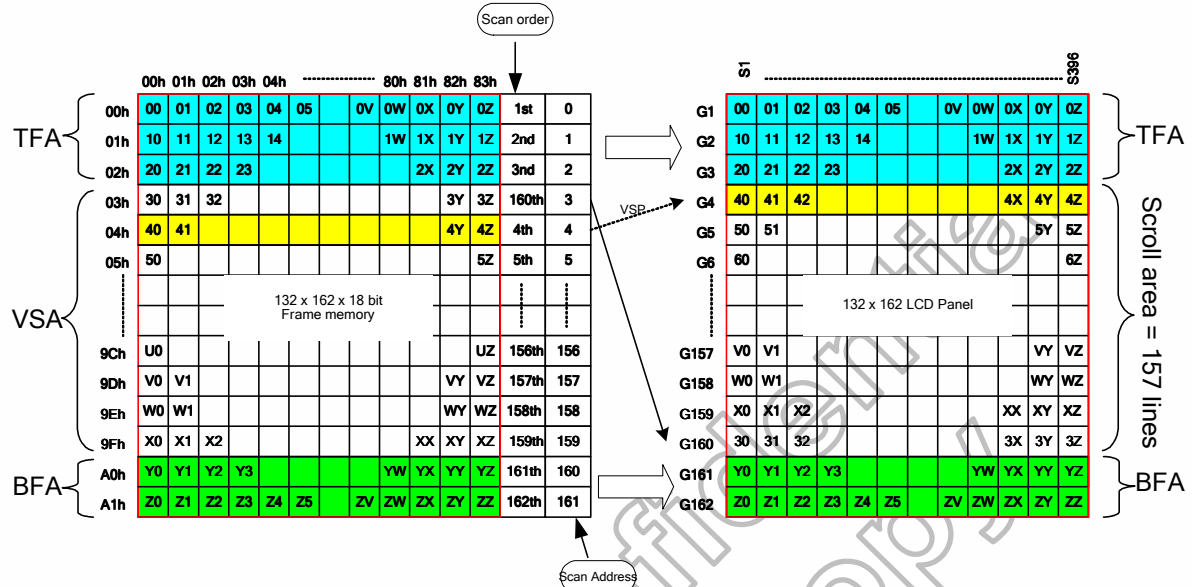 Scan order
00h 01h 02h 03h 04h 80h 81h 82h 83h
S1 S396
00h 00 01 02 03 04 05 0V 0W 0X 0Y 0Z 1st 0
G1 00 01 02 03 04 05 0V 0W 0X 0Y 0Z
TFA 01h 10 11 12 13 14 1W 1X 1Y 1Z 2nd 1
G2 10 11 12 13 14 1W 1X 1Y 1Z TFA
02h 20 21 22 23 2X 2Y 2Z 3nd 2
G3 20 21 22 23 2X 2Y 2Z
03h 30 31 32 3Y 3Z 160th 3
VSP
G4 40 41 42 4X 4Y 4Z
04h 40 41 4Y 4Z 4th 4
G5 50 51 5Y 5Z
05h 50 5Z 5th 5
G6 60 6Z
VSA
132 x 162 x 18 bit
Frame memory
132 x 162 LCD Panel
Scroll area = 157 lines
9Ch U0 UZ 156th 156
G157 V0 V1 VY VZ
9Dh V0 V1 VY VZ 157th 157
G158 W0 W1 WY WZ
9Eh W0 W1 WY WZ 158th 158
G159 X0 X1 X2 XX XY XZ
9Fh X0 X1 X2 XX XY XZ 159th 159
G160 30 31 32 3X 3Y 3Z
BFA A0h Y0 Y1 Y2 Y3 YW YX YY YZ 161th 160
G161 Y0 Y1 Y2 Y3 YW YX YY YZ BFA
A1h Z0 Z1 Z2 Z3 Z4 Z5 ZV ZW ZX ZY ZZ 162th 161
G162 Z0 Z1 Z2 Z3 Z4 Z5 ZV ZW ZX ZY ZZ
Scan Address